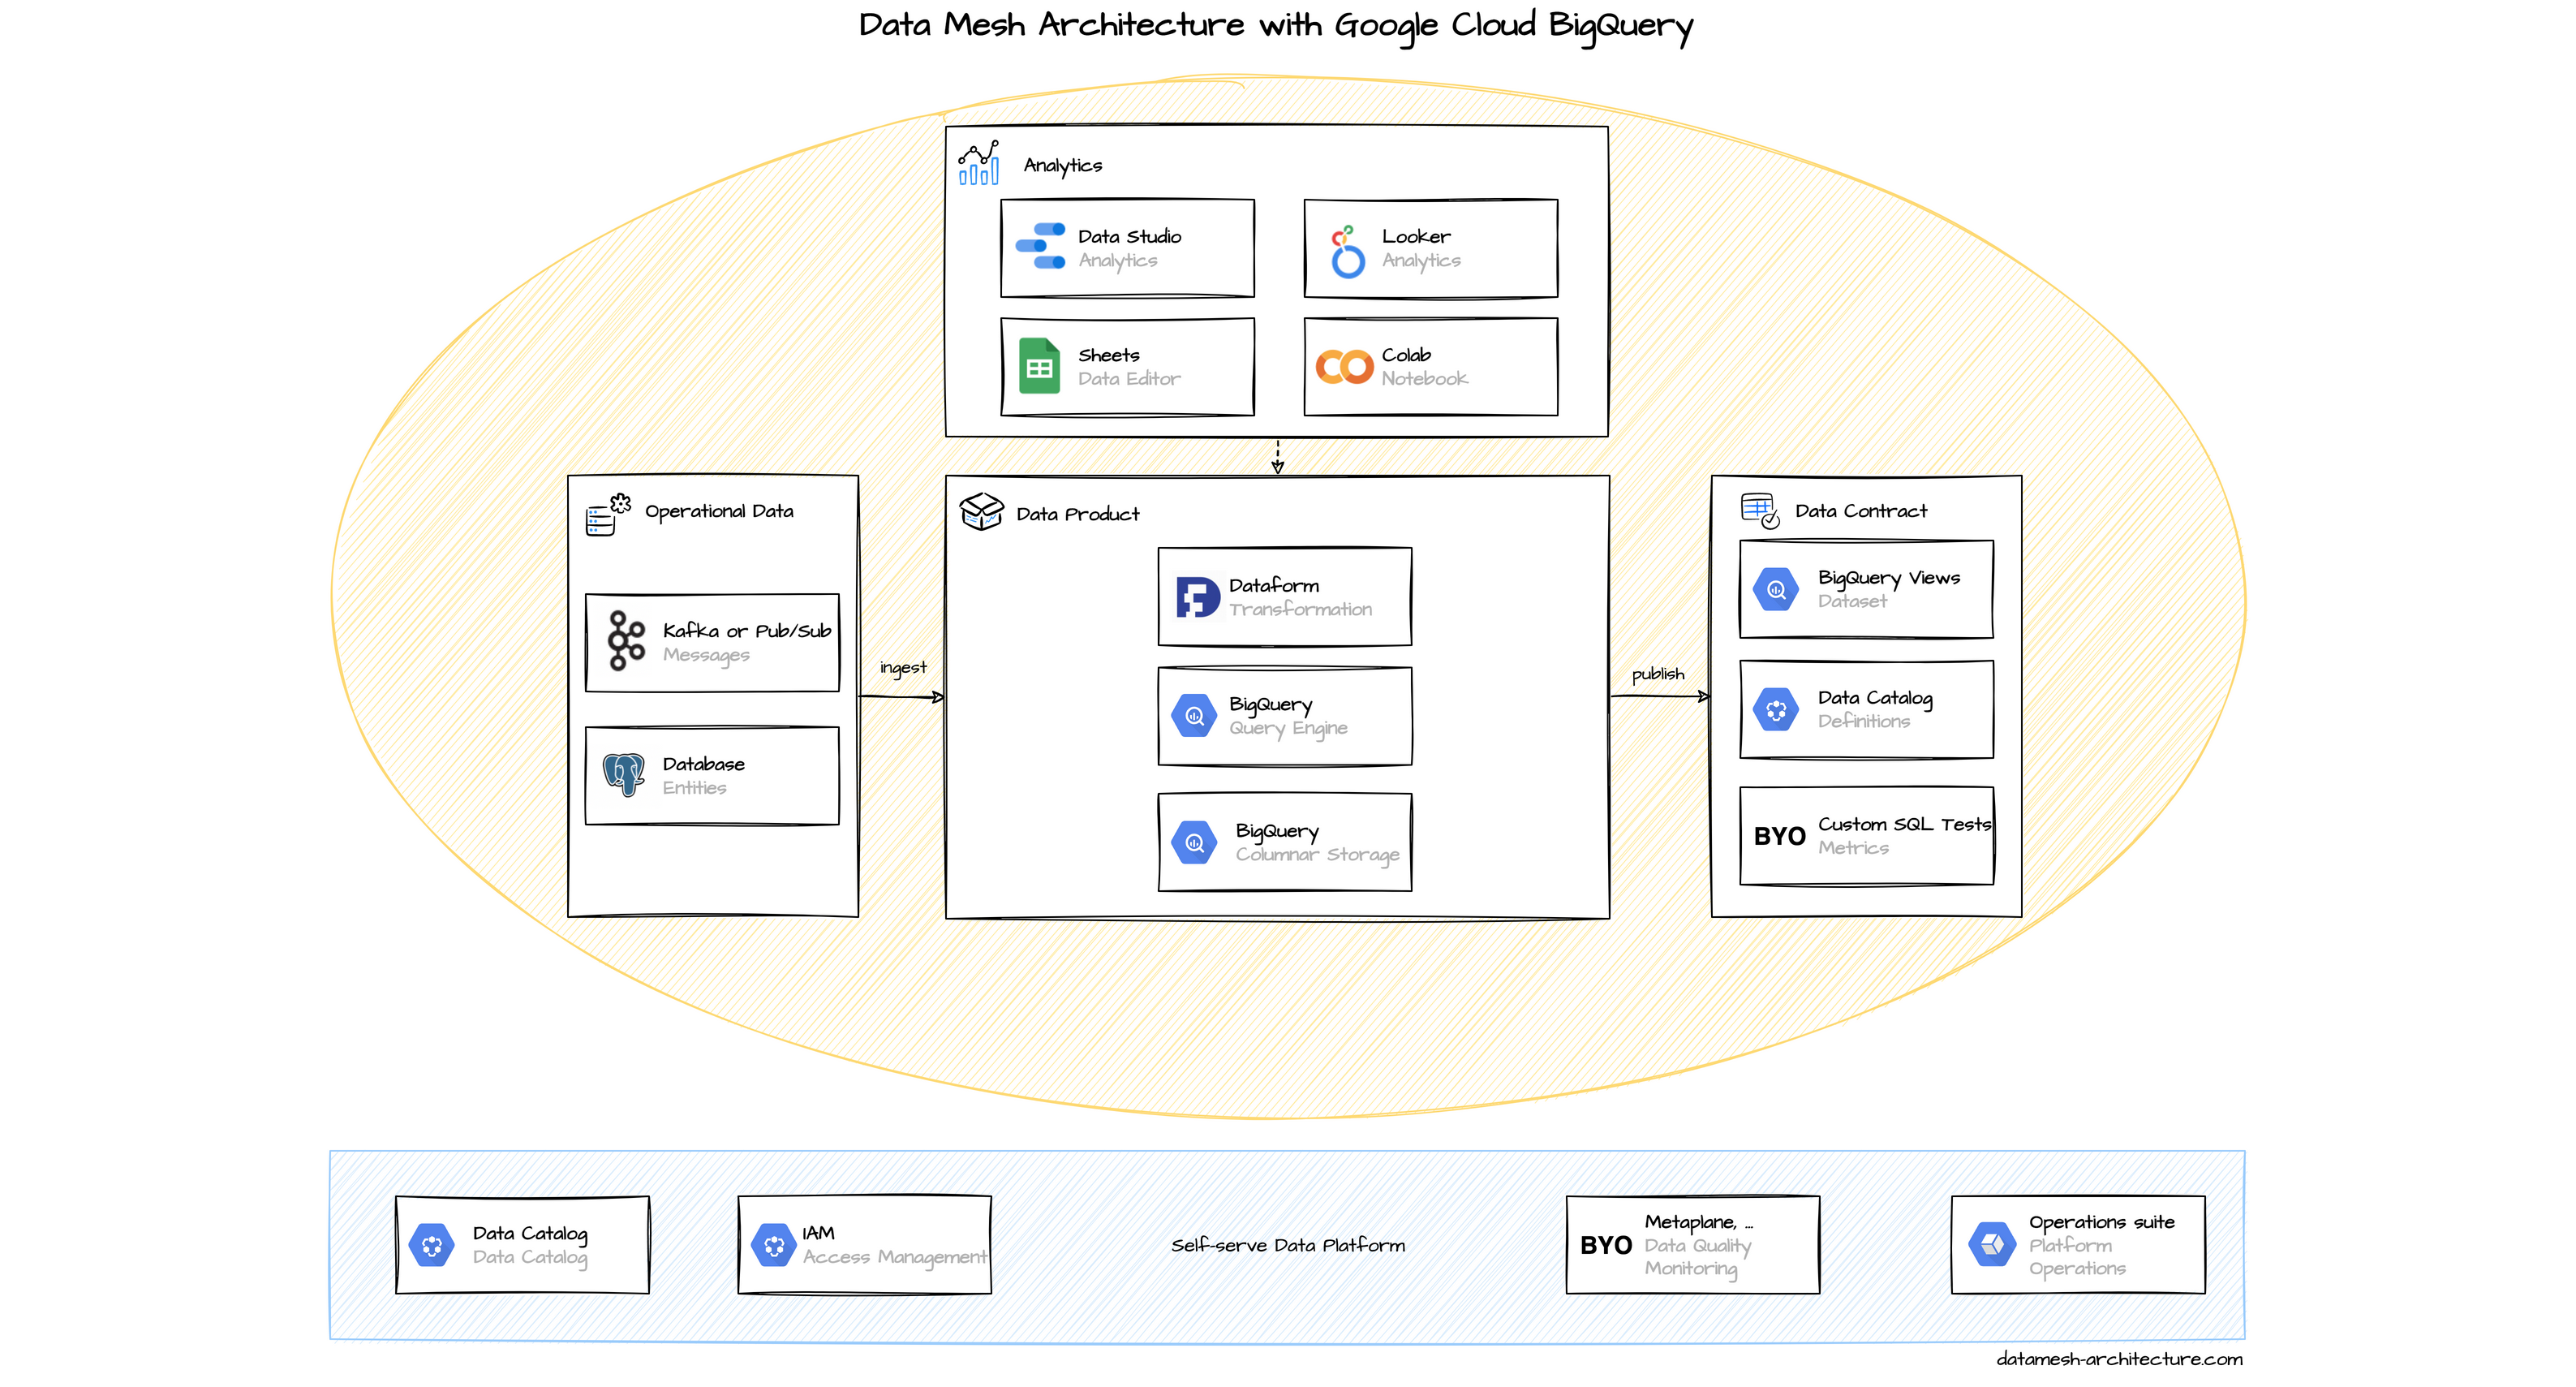 Data Mesh Architecture with Google Cloud BigQuery
Analytics
Data Studio
Analytics
Looker
Analytics
Sheets
Data Editor
Colab
Notebook
Operational Data
Kafka or Pub/Sub
Messages
Database
Entities
ingest
Data Product
Dataform
Transformation
BigQuery
Query Engine
BigQuery
Columnar Storage
publish
Data Contract
BigQuery Views
Dataset
Data Catalog
Definitions
BYO
Custom SQL Tests
Metrics
Data Catalog
Data Catalog
IAM
Access Management
Self-serve Data Platform
BYO
Metaplane, ...
Data Quality
Monitoring
Operations suite
Platform
Operations
datamesh-architecture.com